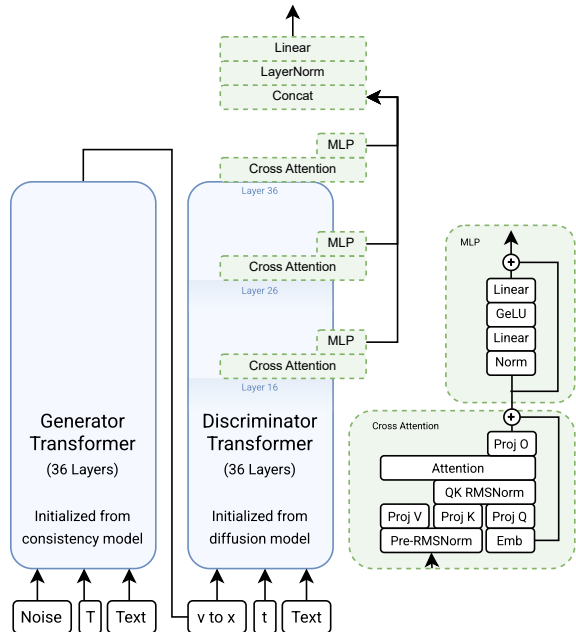 Linear
LayerNorm
Concat
MLP
Cross Attention
Layer 36
MLP
Cross Attention
Layer 26
MLP
Cross Attention
Layer 16
Generator
Transformer
(36 Layers)
Initialized from
consistency model
Discriminator
Transformer
(36 Layers)
Initialized from
diffusion model
Noise
T
Text
v to x
t
Text
MLP
+
Linear
GeLU
Linear
Norm
+
Cross Attention
Proj O
Attention
QK RMSNorm
Proj V
Proj K
Proj Q
Pre-RMSNorm
Emb